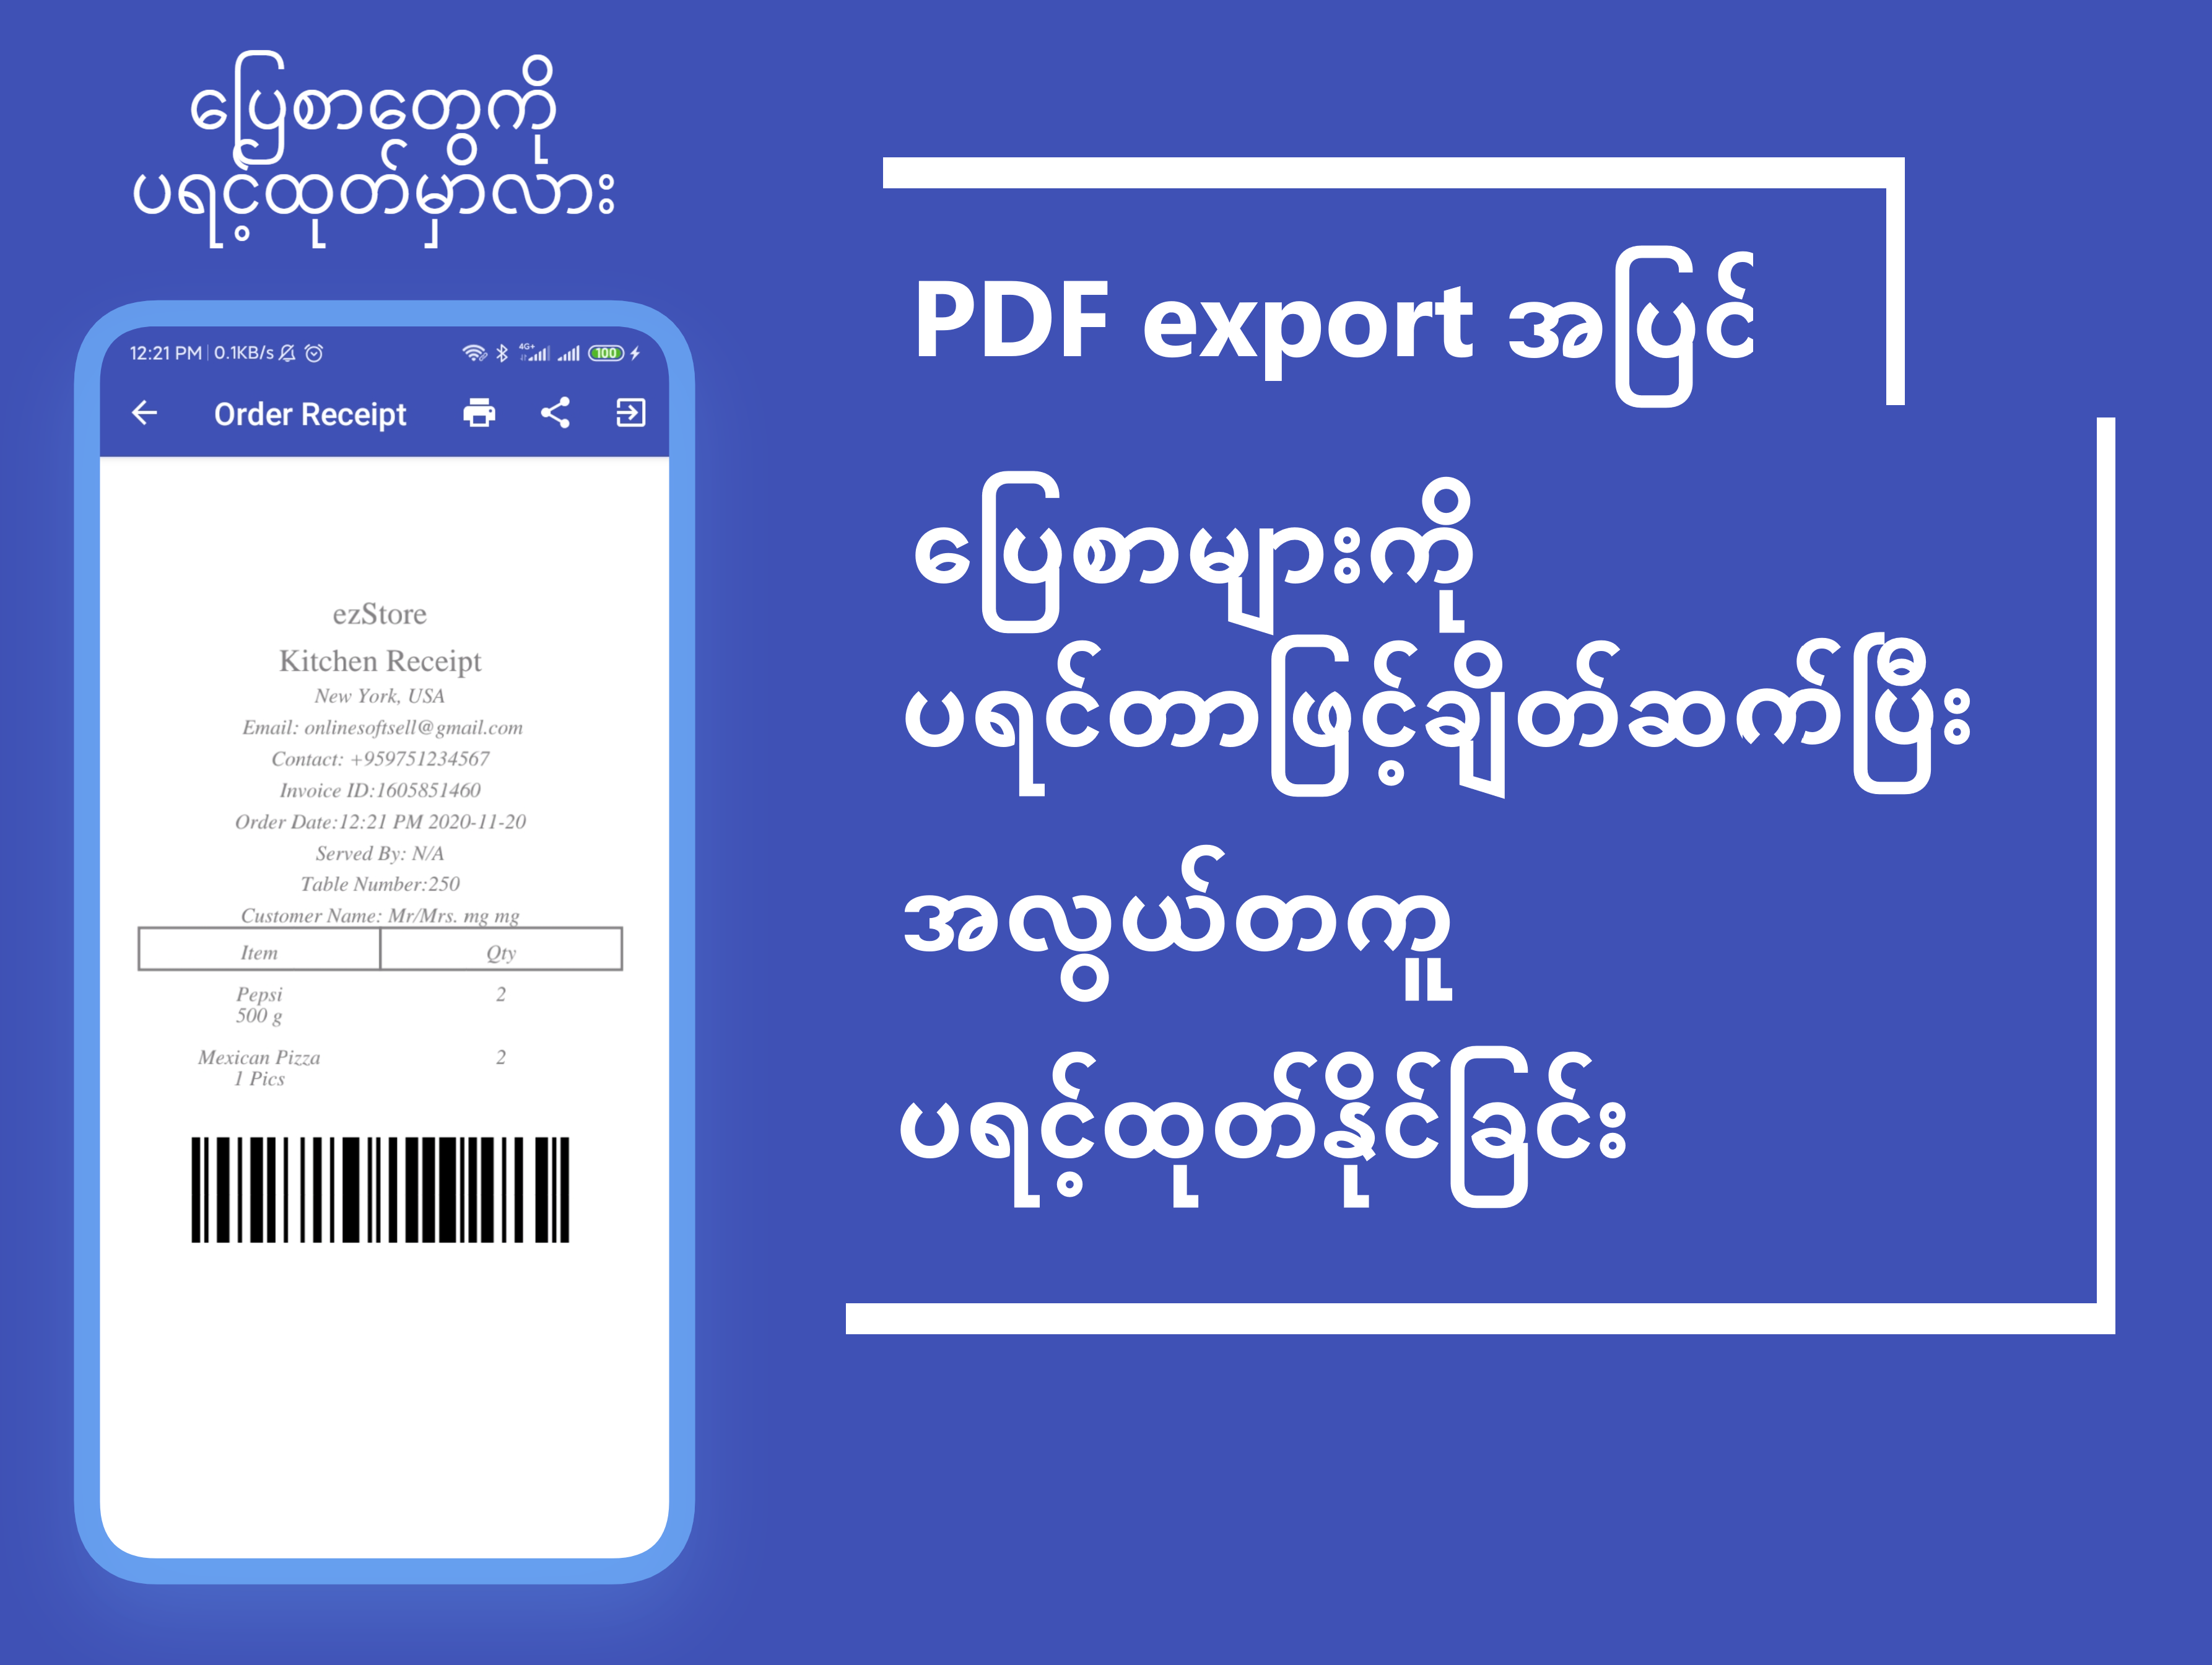 ပြေစာတွေကို
ပရင့်ထုတ်မှာလား
12:21 PM | 0.1KB/s
4G+
100
Order Receipt
ezStore
Kitchen Receipt
New York, USA
Email: onlinesoftsell@gmail.com
Contact: +959751234567
Invoice ID:1605851460
Order Date:12:21 PM 2020-11-20
Served By: N/A
Table Number:250
Customer Name: Mr/Mrs. mg mg
Item Qty
Pepsi 2
500 g
Mexican Pizza 2
1 Pics
PDF export အပြင်
ပြေစာများကို
ပရင်တာဖြင့်ချိတ်ဆက်ပြီး
အလွယ်တကူ
ပရင့်ထုတ်နိုင်ခြင်း